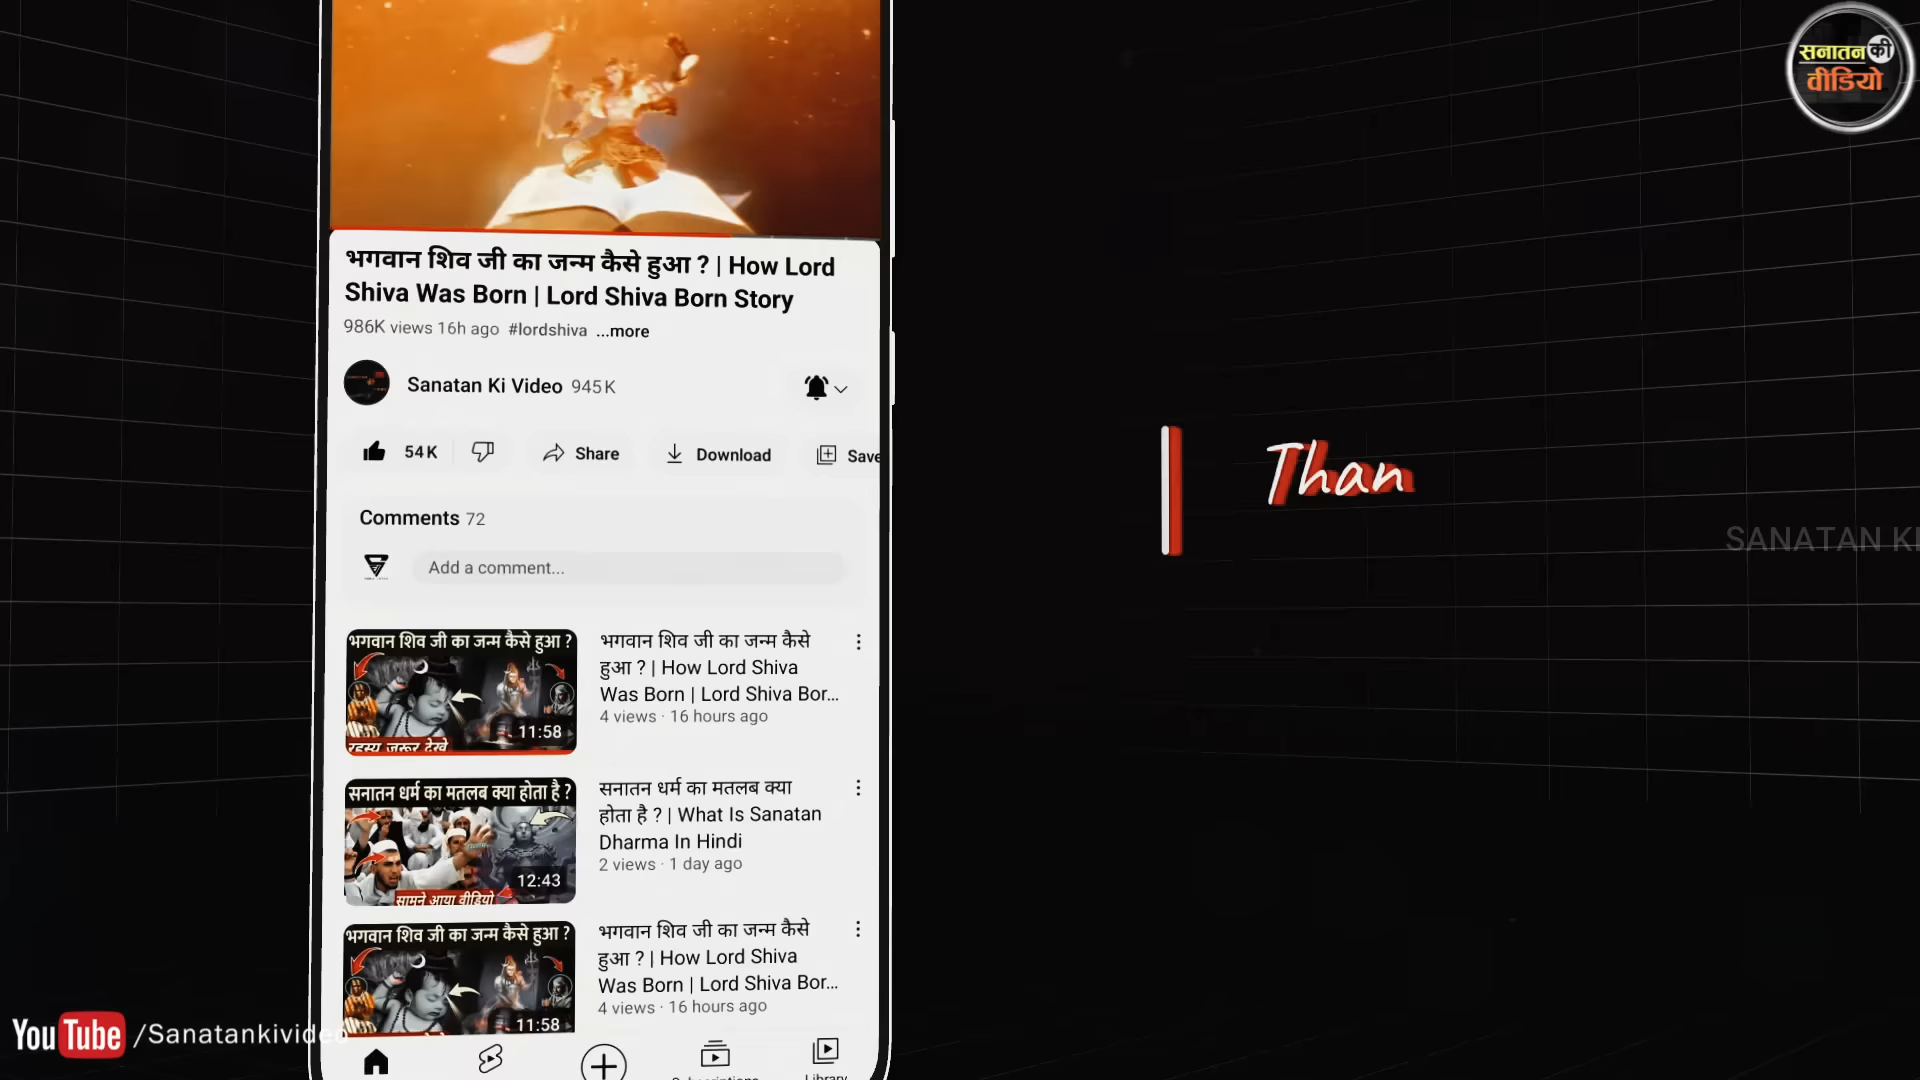 सनातन की
वीडियो
भगवान शिव जी का जन्म कैसे हुआ ? | How Lord
Shiva Was Born | Lord Shiva Born Story
986K views 16h ago #lordshiva ...more
Sanatan Ki Video 945K
54K
Share
Download
Save
Comments 72
Add a comment...
Than
SANATAN KI
भगवान शिव जी का जन्म कैसे हुआ ?
11:58
रहस्य जरूर देखे
भगवान शिव जी का जन्म कैसे
हुआ ? | How Lord Shiva
Was Born | Lord Shiva Bor...
4 views · 16 hours ago
सनातन धर्म का मतलब क्या होता है ?
12:43
सामने आया वीडियो
सनातन धर्म का मतलब क्या
होता है ? | What Is Sanatan
Dharma In Hindi
2 views · 1 day ago
भगवान शिव जी का जन्म कैसे हुआ ?
11:58
भगवान शिव जी का जन्म कैसे
हुआ ? | How Lord Shiva
Was Born | Lord Shiva Bor...
4 views · 16 hours ago
YouTube /Sanatankivideo
Subscriptions
Library